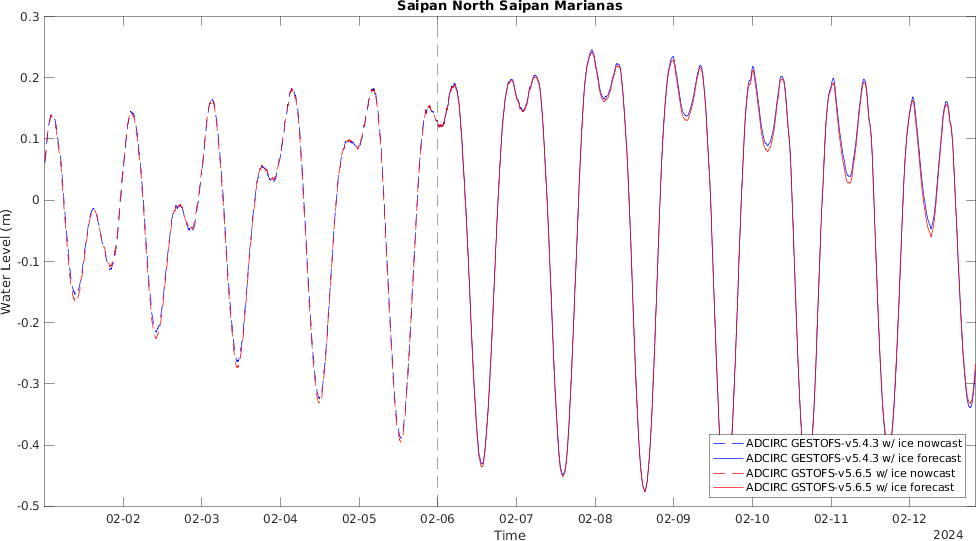 Saipan North Saipan Marianas
0.3
0.2
0.1
0
-0.1
-0.2
-0.3
-0.4
-0.5
Water Level (m)
ADCIRC GESTOFS-v5.4.3 w/ ice nowcast
ADCIRC GESTOFS-v5.4.3 w/ ice forecast
ADCIRC GSTOFS-v5.6.5 w/ ice nowcast
ADCIRC GSTOFS-v5.6.5 w/ ice forecast
02-02 02-03 02-04 02-05 02-06 02-07 02-08 02-09 02-10 02-11 02-12
Time
2024